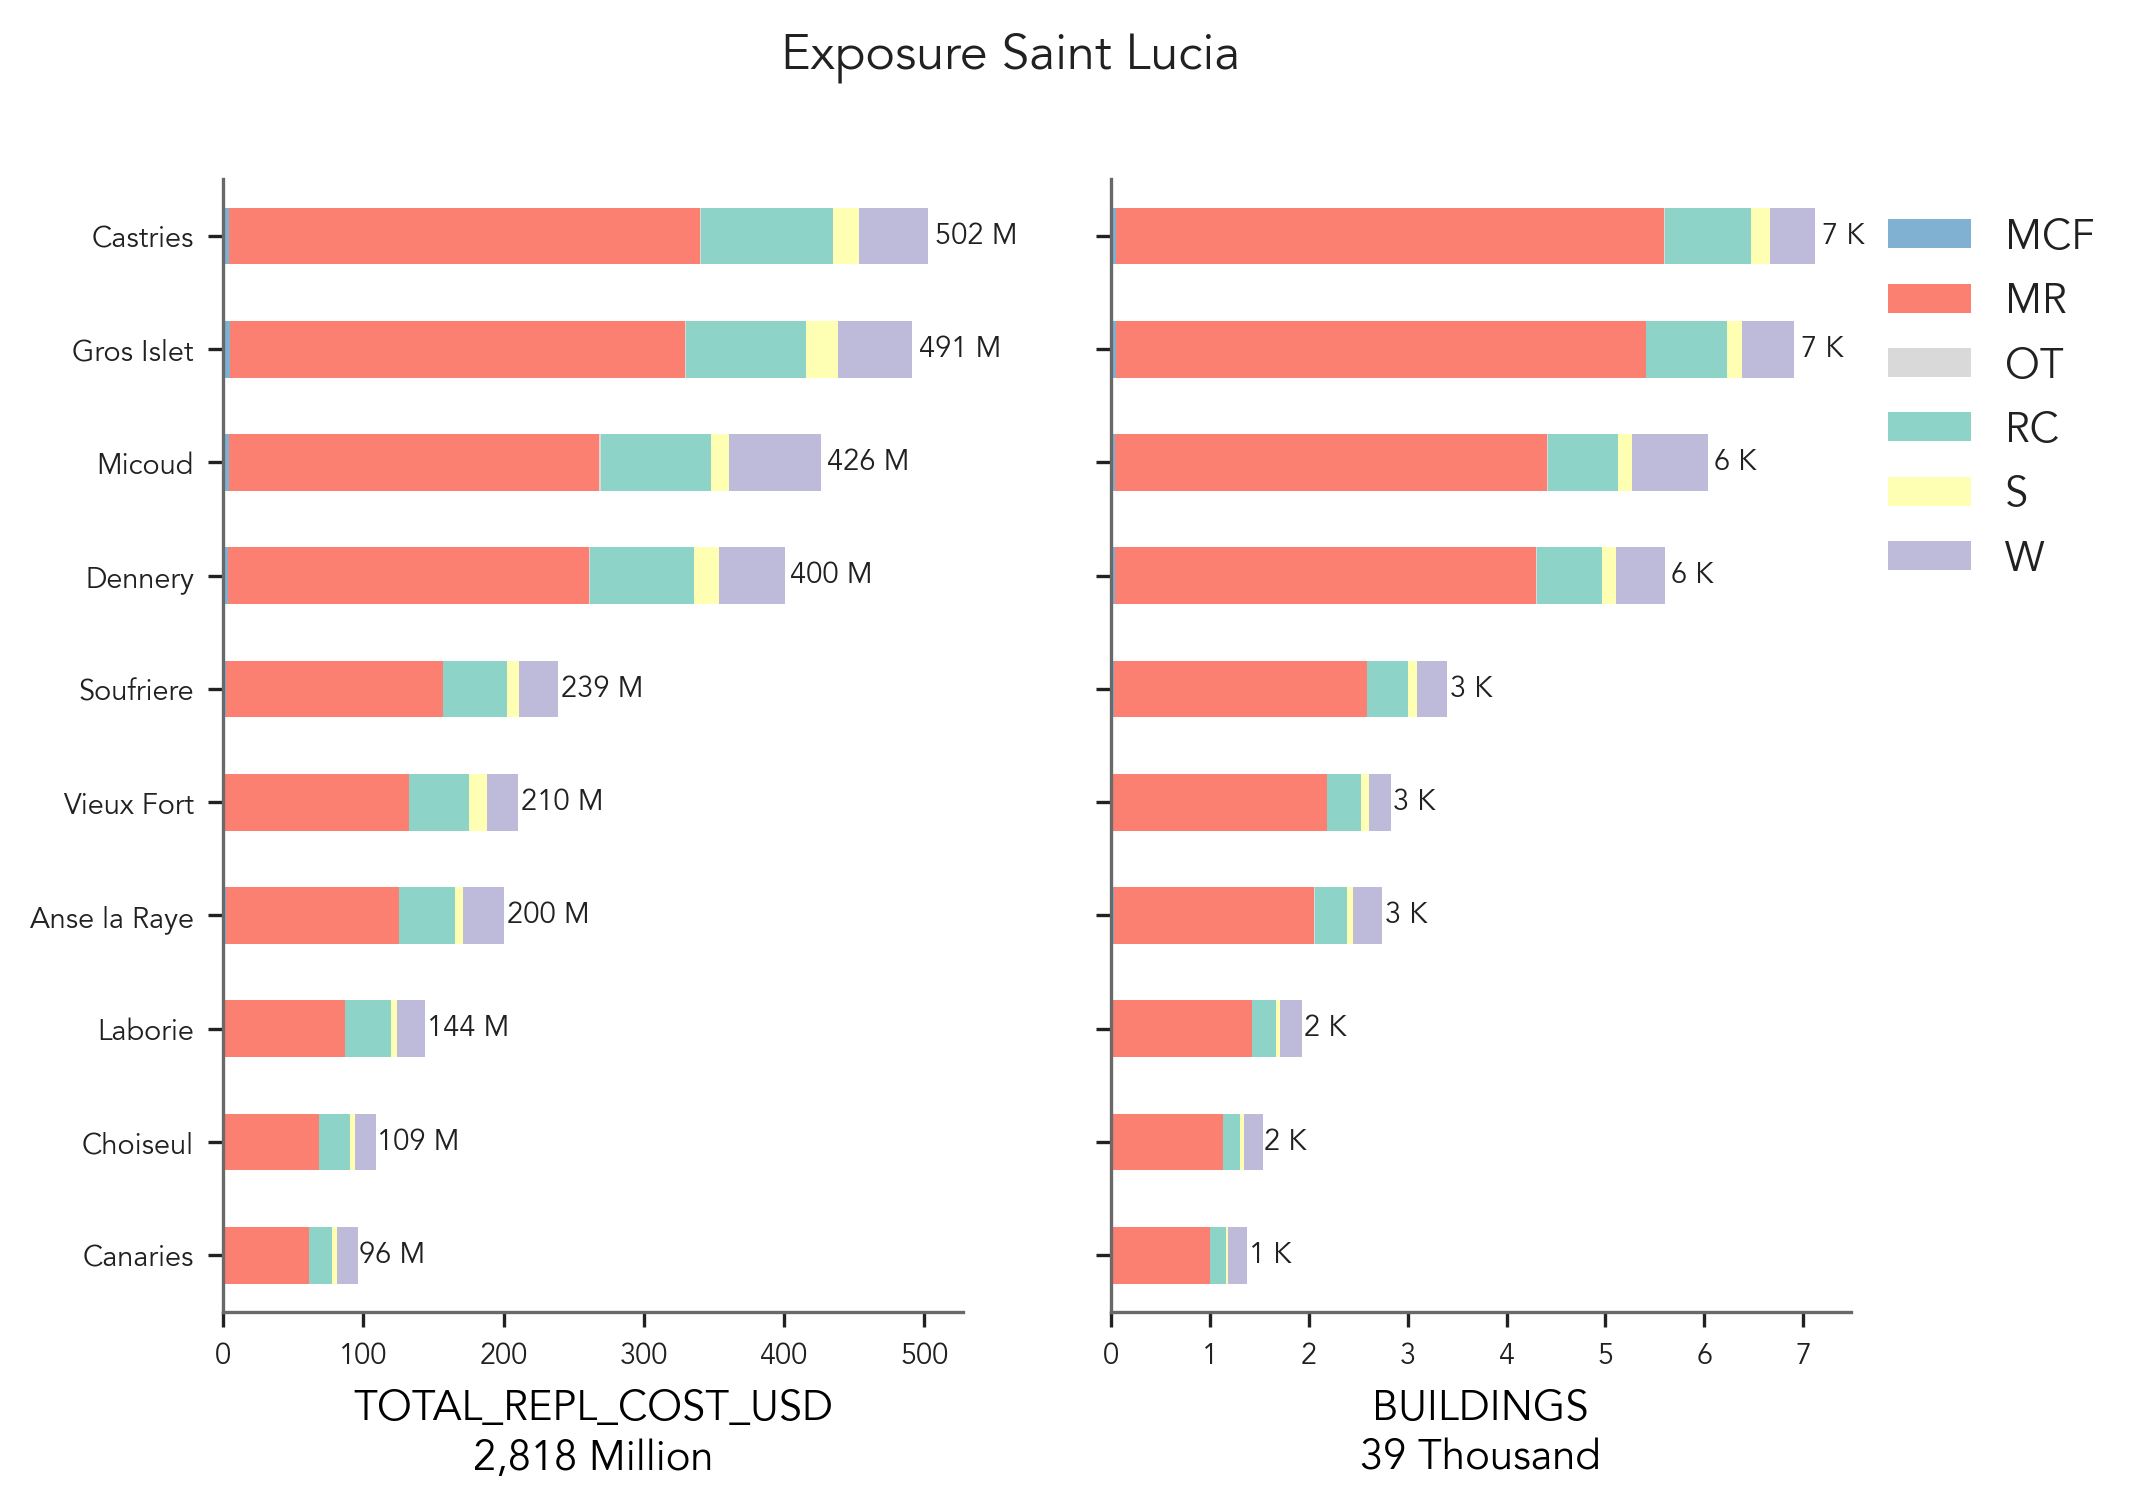 Exposure Saint Lucia
Castries
502 M
7 K
Gros Islet
491 M
7 K
Micoud
426 M
6 K
Dennery
400 M
6 K
Soufriere
239 M
3 K
Vieux Fort
210 M
3 K
Anse la Raye
200 M
3 K
Laborie
144 M
2 K
Choiseul
109 M
2 K
Canaries
96 M
1 K
0 100 200 300 400 500
TOTAL_REPL_COST_USD
2,818 Million
0 1 2 3 4 5 6 7
BUILDINGS
39 Thousand
MCF
MR
OT
RC
S
W